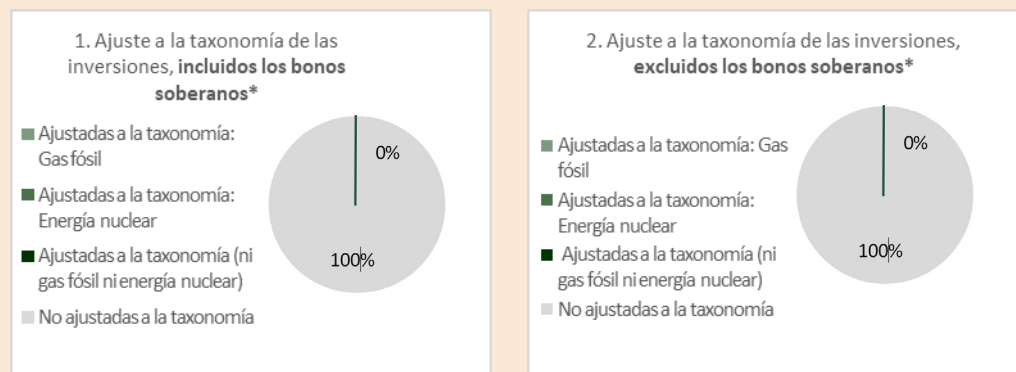 1. Ajuste a la taxonomía de las
inversiones, incluidos los bonos
soberanos*
Ajustadas a la taxonomía:
Gas fósil
Ajustadas a la taxonomía:
Energía nuclear
Ajustadas a la taxonomía (ni
gas fósil ni energía nuclear)
No ajustadas a la taxonomía
0%
100%
2. Ajuste a la taxonomía de las inversiones,
excluidos los bonos soberanos*
Ajustadas a la taxonomía: Gas
fósil
Ajustadas a la taxonomía:
Energía nuclear
Ajustadas a la taxonomía (ni
gas fósil ni energía nuclear)
No ajustadas a la taxonomía
0%
100%